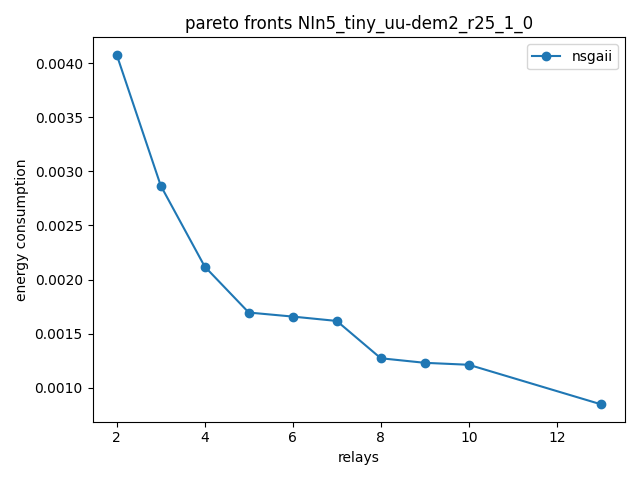 pareto fronts NIn5_tiny_uu-dem2_r25_1_0
nsgaii
energy consumption
0.0040
0.0035
0.0030
0.0025
0.0020
0.0015
0.0010
2 4 6 8 10 12
relays